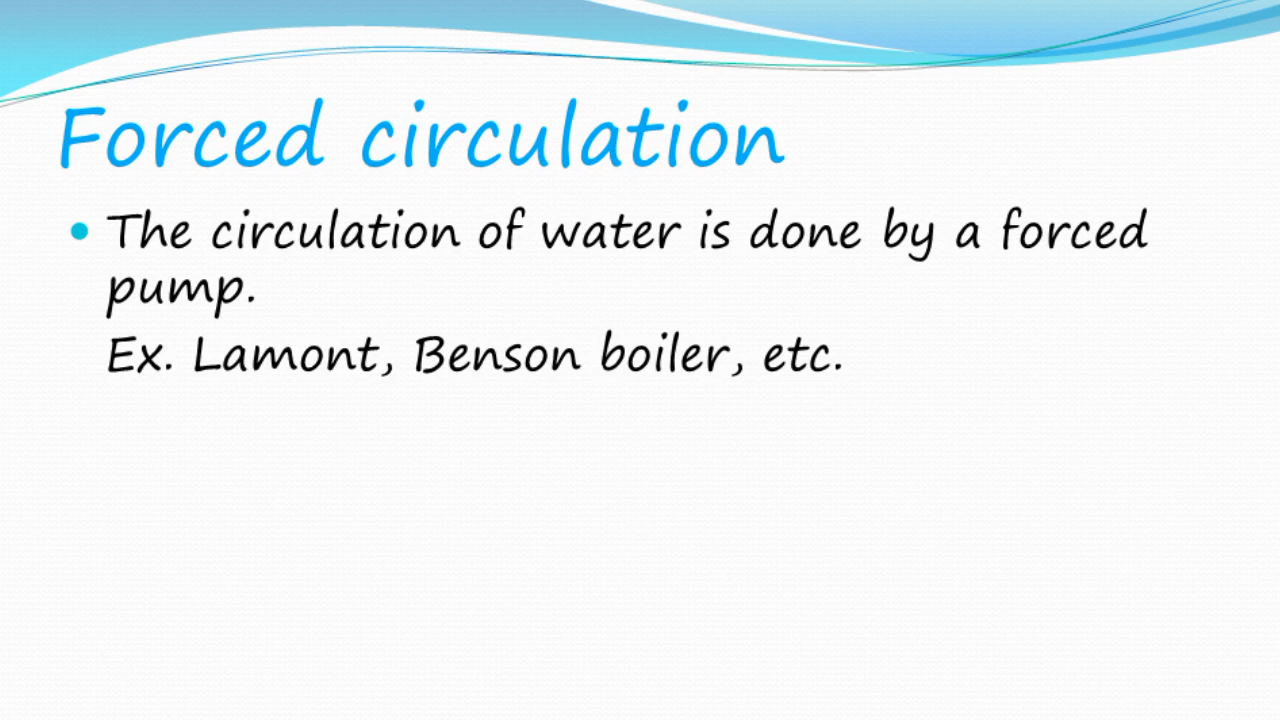 Forced circulation
• The circulation of water is done by a forced
pump.
Ex. Lamont, Benson boiler, etc.